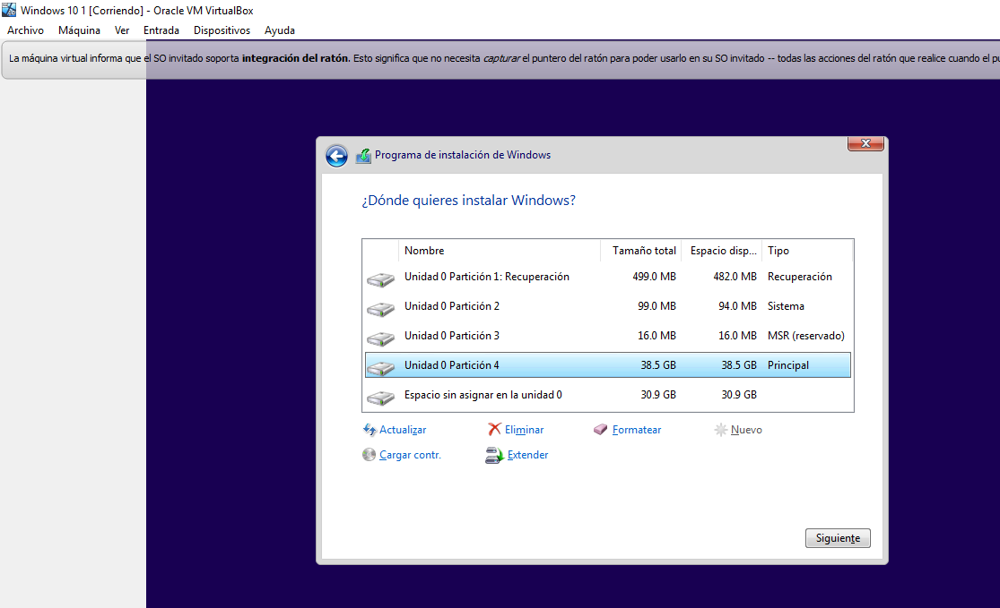 Windows 10 1 [Corriendo] - Oracle VM VirtualBox
Archivo Máquina Ver Entrada Dispositivos Ayuda
La máquina virtual informa que el SO invitado soporta integración del ratón. Esto significa que no necesita capturar el puntero del ratón para poder usarlo en su SO invitado -- todas las acciones del ratón que realice cuando el pu
Programa de instalación de Windows
¿Dónde quieres instalar Windows?
Nombre Tamaño total Espacio disp... Tipo
Unidad 0 Partición 1: Recuperación 499.0 MB 482.0 MB Recuperación
Unidad 0 Partición 2 99.0 MB 94.0 MB Sistema
Unidad 0 Partición 3 16.0 MB 16.0 MB MSR (reservado)
Unidad 0 Partición 4 38.5 GB 38.5 GB Principal
Espacio sin asignar en la unidad 0 30.9 GB 30.9 GB
Actualizar Eliminar Formatear Nuevo
Cargar contr. Extender
Siguiente